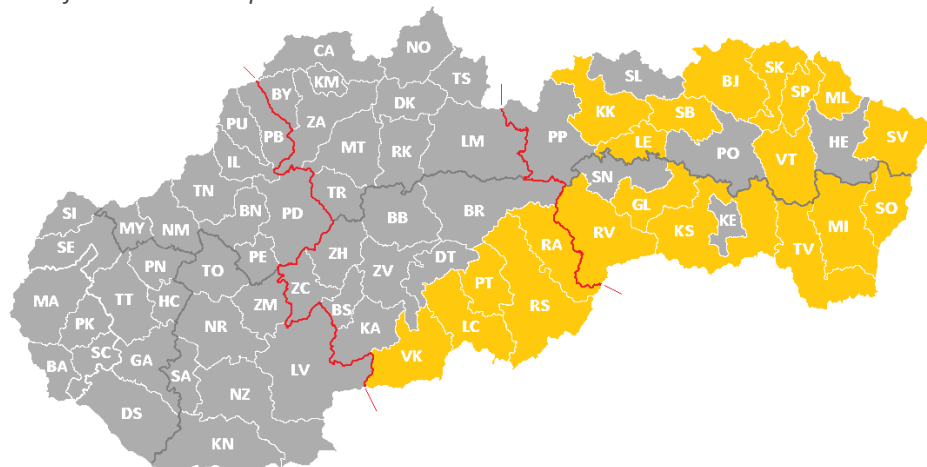 CA
NO
KM
TS
BY
DK
ZA
PU
PB
MT
RK
LM
IL
TN
TR
BN
PD
BB
BR
SI
MY
NM
SE
PE
ZH
ZV
DT
PN
TO
ZC
MA
TT
HC
ZM
BS
PK
NR
KA
SC
BA
GA
SA
LV
NZ
DS
KN
VK
LC
PT
RA
RS
PP
KK
SL
SB
LE
BJ
SK
SP
ML
PO
VT
HE
SV
SN
GL
RV
KS
KE
TV
MI
SO